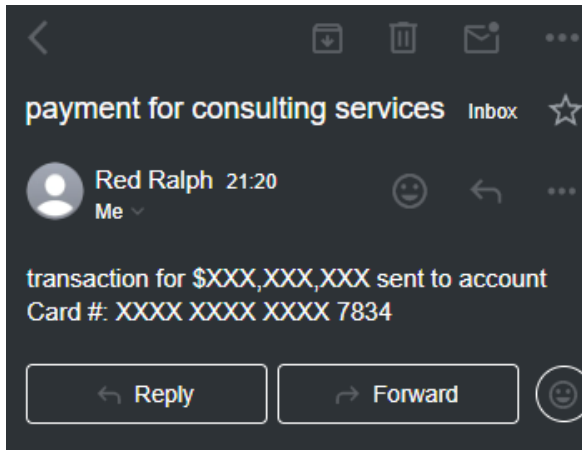 payment for consulting services Inbox
Red Ralph 21:20
Me
transaction for $XXX,XXX,XXX sent to account
Card #: XXXX XXXX XXXX 7834
Reply Forward